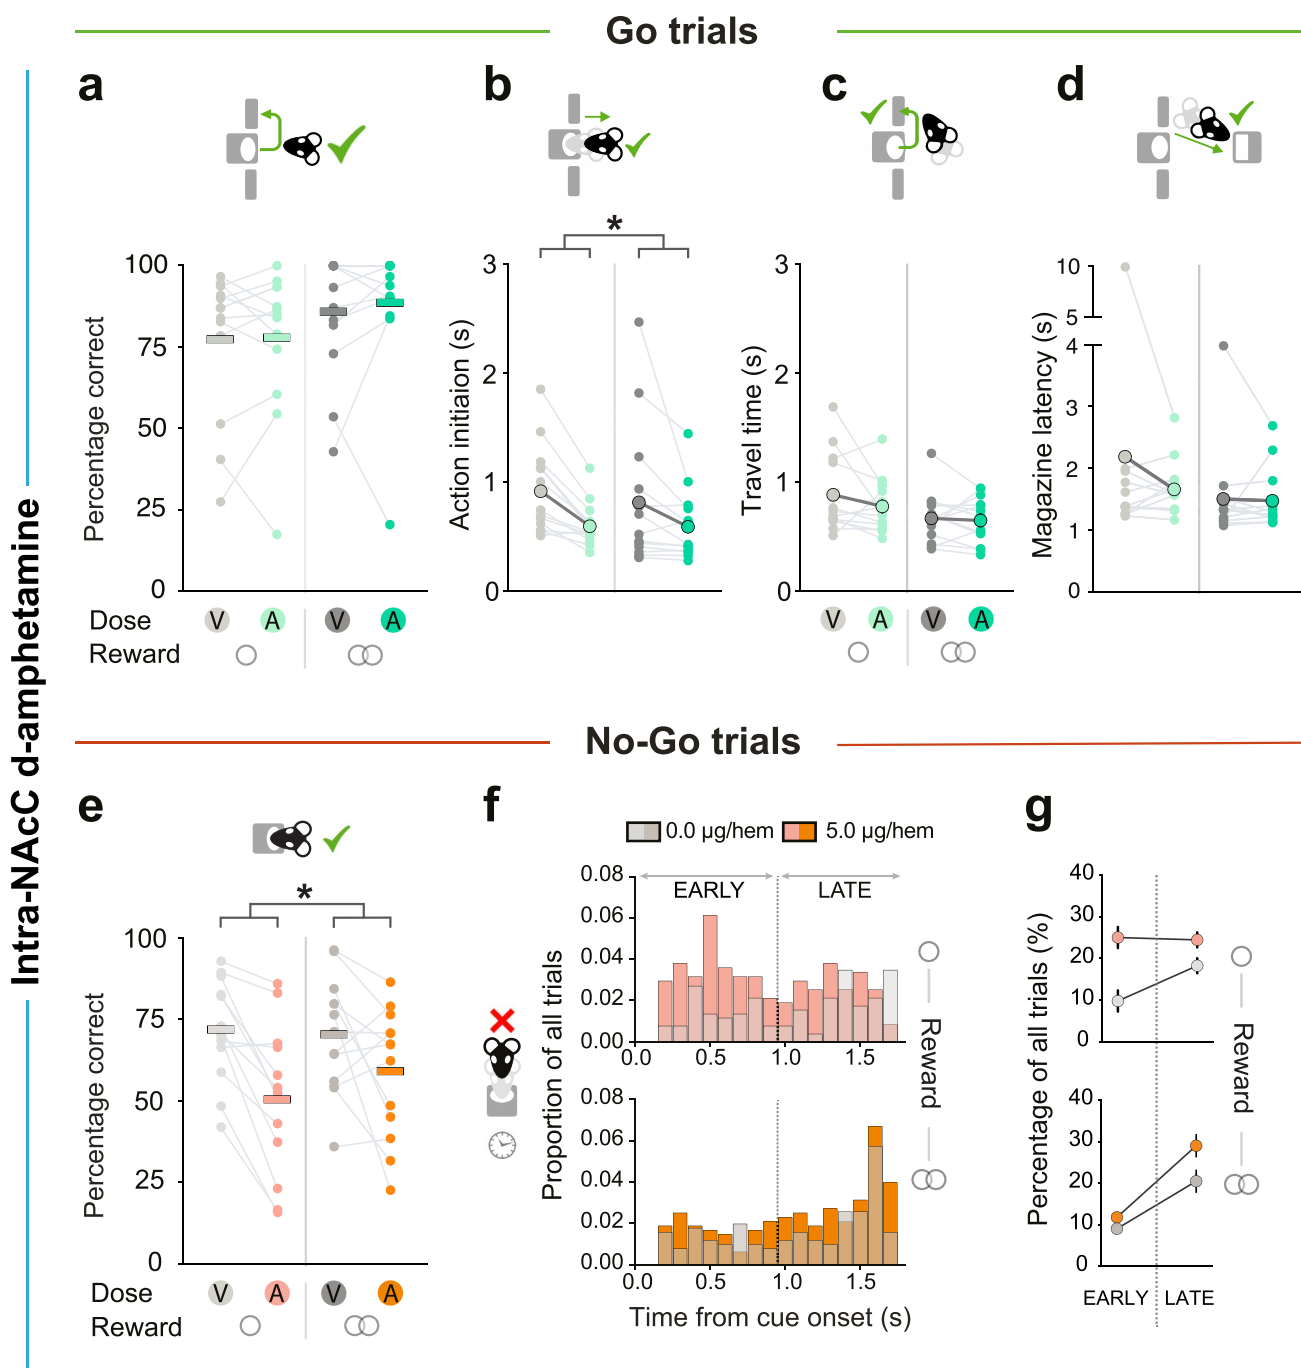 Go trials
Intra-NAcC d-amphetamine
a
b
c
d
*
Percentage correct
100
75
50
25
0
Dose V A V A
Reward
Action initiaion (s)
3
2
1
0
Travel time (s)
3
2
1
0
V A V A
Magazine latency (s)
10
5
4
3
2
1
0
No-Go trials
e
f
g
*
Percentage correct
100
75
50
25
0
Dose V A V A
Reward
0.0 µg/hem 5.0 µg/hem
EARLY LATE
Proportion of all trials
0.08
0.06
0.04
0.02
0.00
0.0 0.5 1.0 1.5
0.08
0.06
0.04
0.02
0.00
0.0 0.5 1.0 1.5
Time from cue onset (s)
Reward
Percentage of all trials (%)
40
30
20
10
0
40
30
20
10
0
EARLY LATE
Reward